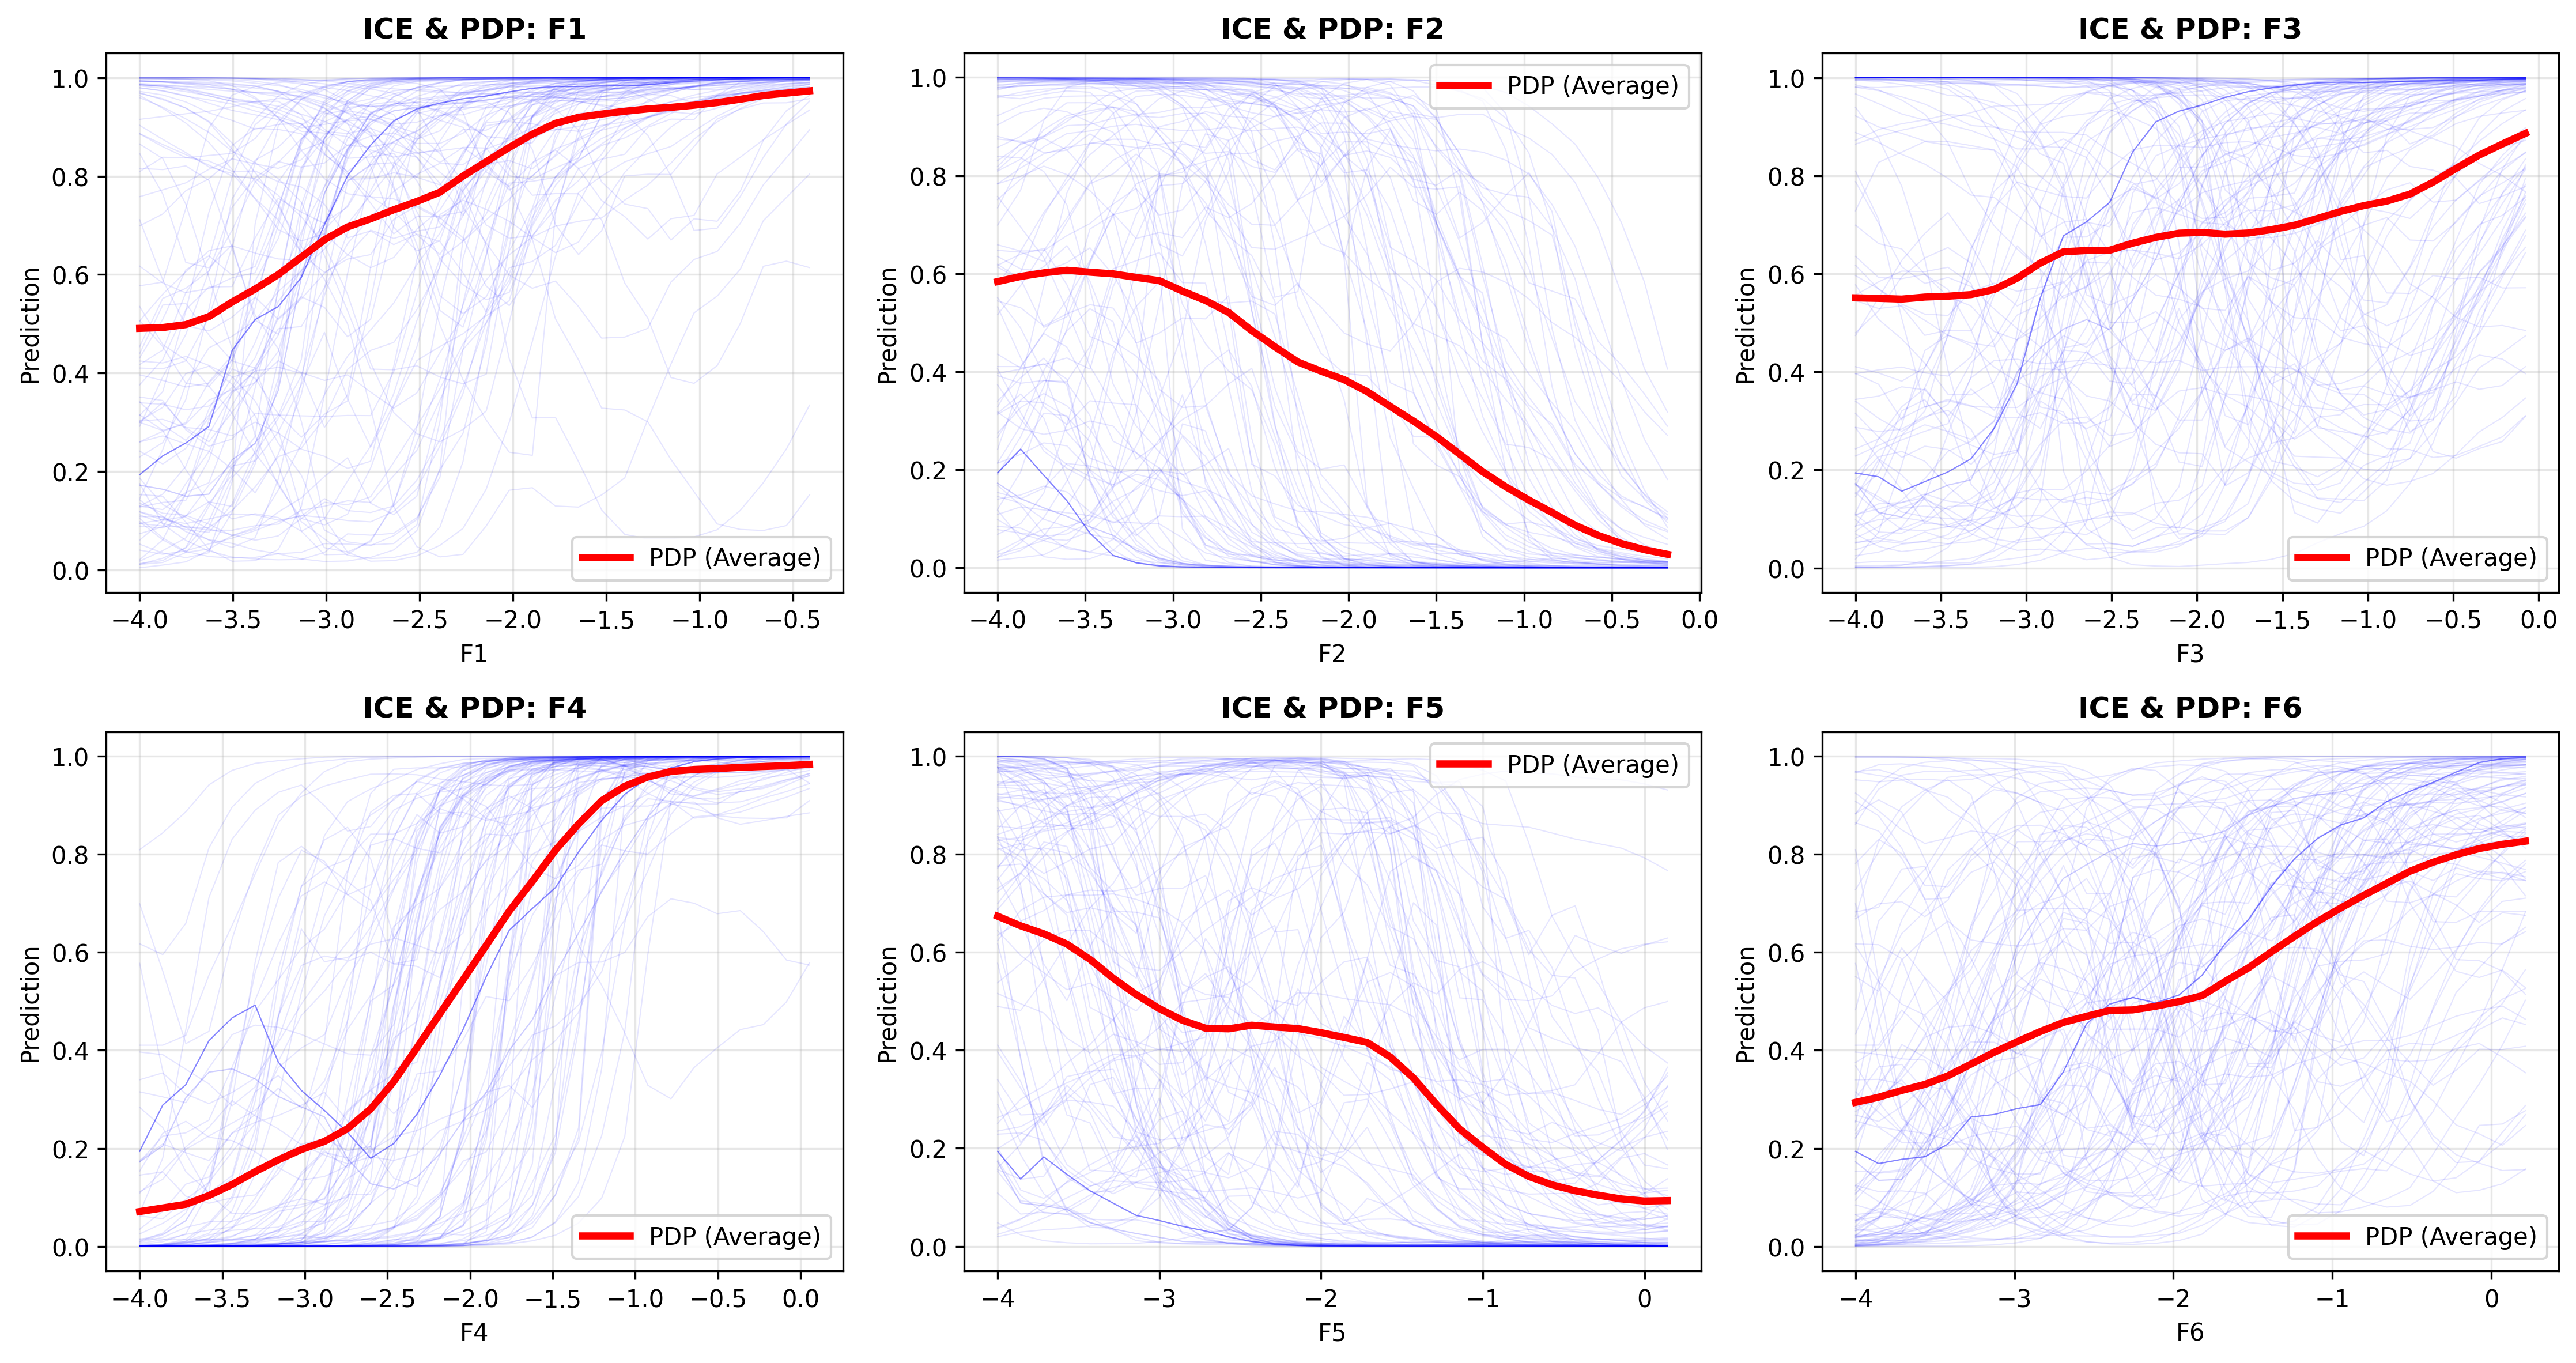 ICE & PDP: F1
1.0
0.8
0.6
0.4
0.2
0.0
Prediction
PDP (Average)
−4.0 −3.5 −3.0 −2.5 −2.0 −1.5 −1.0 −0.5
F1
ICE & PDP: F2
1.0
0.8
0.6
0.4
0.2
0.0
Prediction
PDP (Average)
−4.0 −3.5 −3.0 −2.5 −2.0 −1.5 −1.0 −0.5 0.0
F2
ICE & PDP: F3
1.0
0.8
0.6
0.4
0.2
0.0
Prediction
PDP (Average)
−4.0 −3.5 −3.0 −2.5 −2.0 −1.5 −1.0 −0.5 0.0
F3
ICE & PDP: F4
1.0
0.8
0.6
0.4
0.2
0.0
Prediction
PDP (Average)
−4.0 −3.5 −3.0 −2.5 −2.0 −1.5 −1.0 −0.5 0.0
F4
ICE & PDP: F5
1.0
0.8
0.6
0.4
0.2
0.0
Prediction
PDP (Average)
−4 −3 −2 −1 0
F5
ICE & PDP: F6
1.0
0.8
0.6
0.4
0.2
0.0
Prediction
PDP (Average)
−4 −3 −2 −1 0
F6